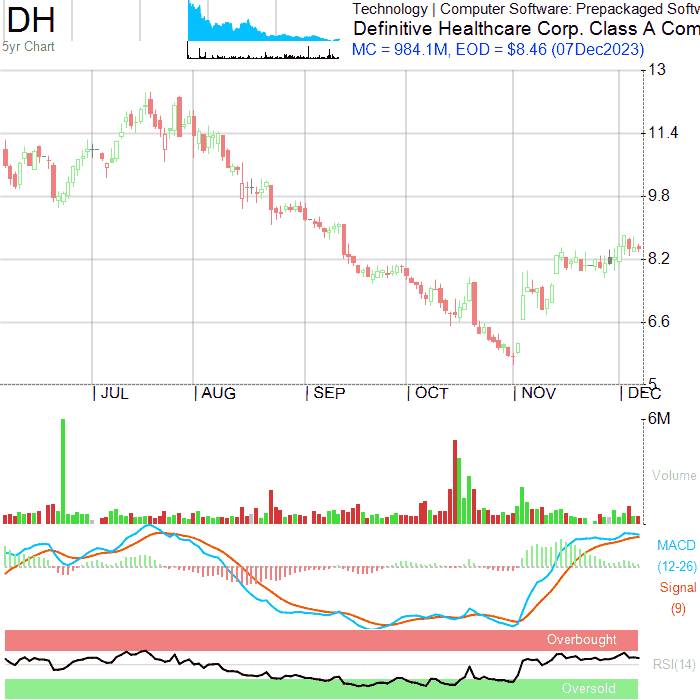 DH
5yr Chart
Technology | Computer Software: Prepackaged Softw
Definitive Healthcare Corp. Class A Com
MC = 984.1M, EOD = $8.46 (07Dec2023)
13
11.4
9.8
8.2
6.6
5
JUL AUG SEP OCT NOV DEC
6M
Volume
MACD
(12-26)
Signal
(9)
Overbought
RSI(14)
Oversold